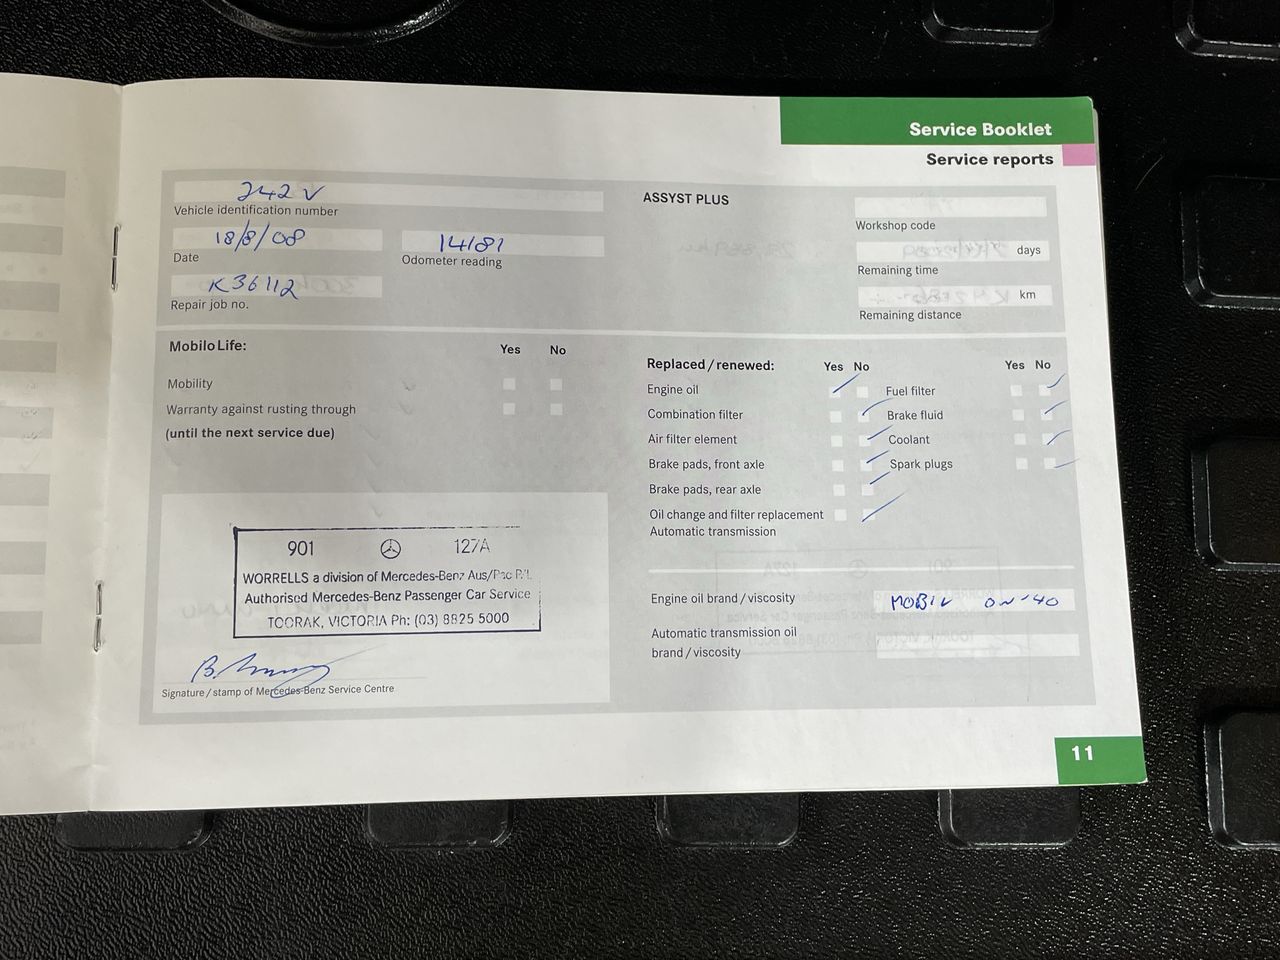 Service Booklet
Service reports
242 V
Vehicle identification number
18/8/08
14181
Date
Odometer reading
K36112
Repair job no.
ASSYST PLUS
Workshop code
days
Remaining time
km
Remaining distance
MobiloLife:
Yes No
Mobility
Warranty against rusting through
(until the next service due)
Replaced/renewed:
Yes No
Yes No
Engine oil
Fuel filter
Combination filter
Brake fluid
Air filter element
Coolant
Brake pads, front axle
Spark plugs
Brake pads, rear axle
Oil change and filter replacement
Automatic transmission
901 127A
WORRELLS a division of Mercedes-Benz Aus/Pac P/L
Authorised Mercedes-Benz Passenger Car Service
TOORAK, VICTORIA Ph: (03) 8825 5000
Signature/stamp of Mercedes-Benz Service Centre
Engine oil brand/viscosity
MOBIL 0W-40
Automatic transmission oil
brand/viscosity
11